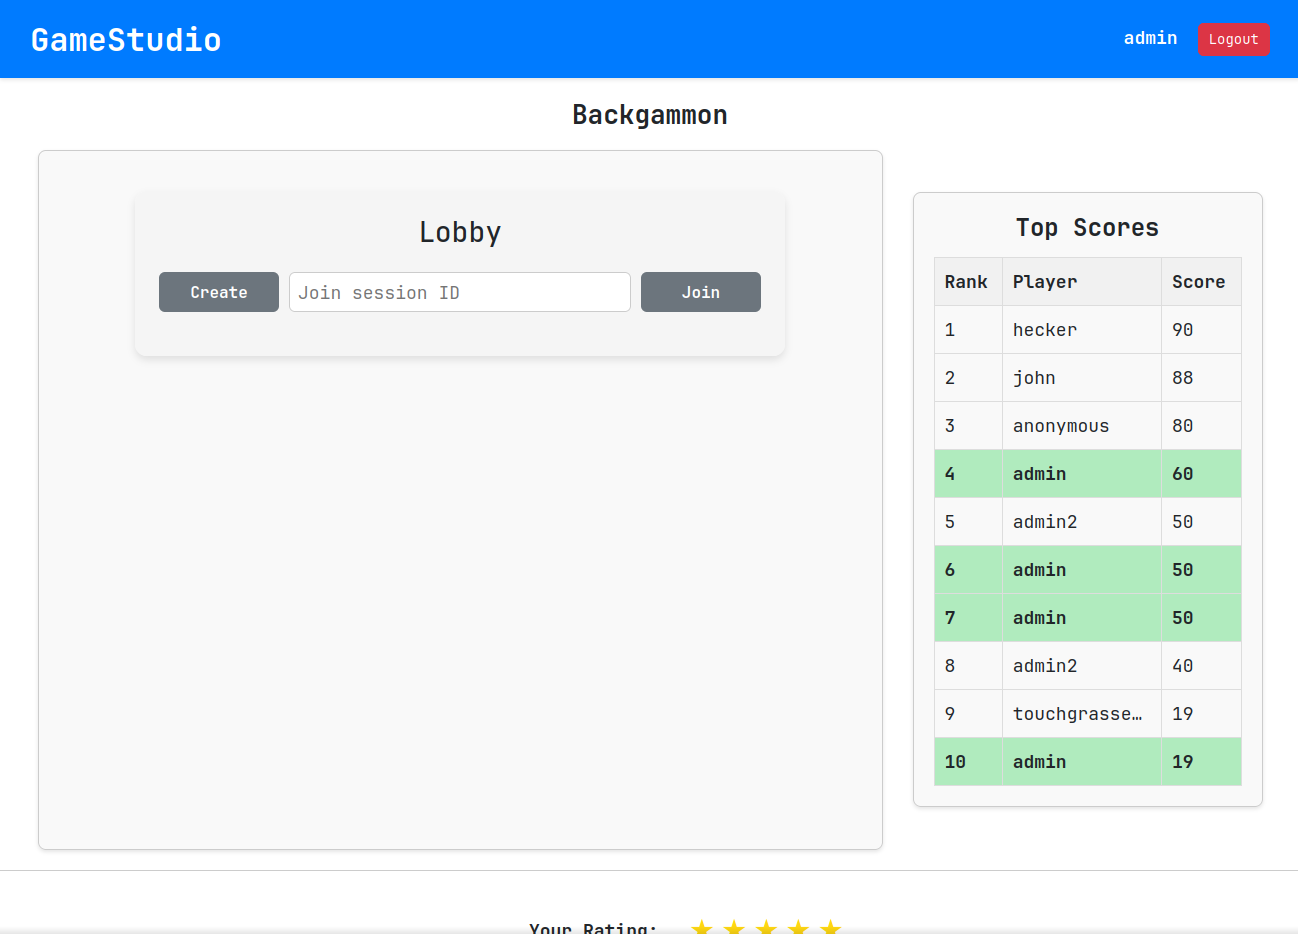 GameStudio
admin Logout
Backgammon
Lobby
Create Join session ID Join
Top Scores
Rank Player Score
1 hecker 90
2 john 88
3 anonymous 80
4 admin 60
5 admin2 50
6 admin 50
7 admin 50
8 admin2 40
9 touchgrasse… 19
10 admin 19
Your Rating: